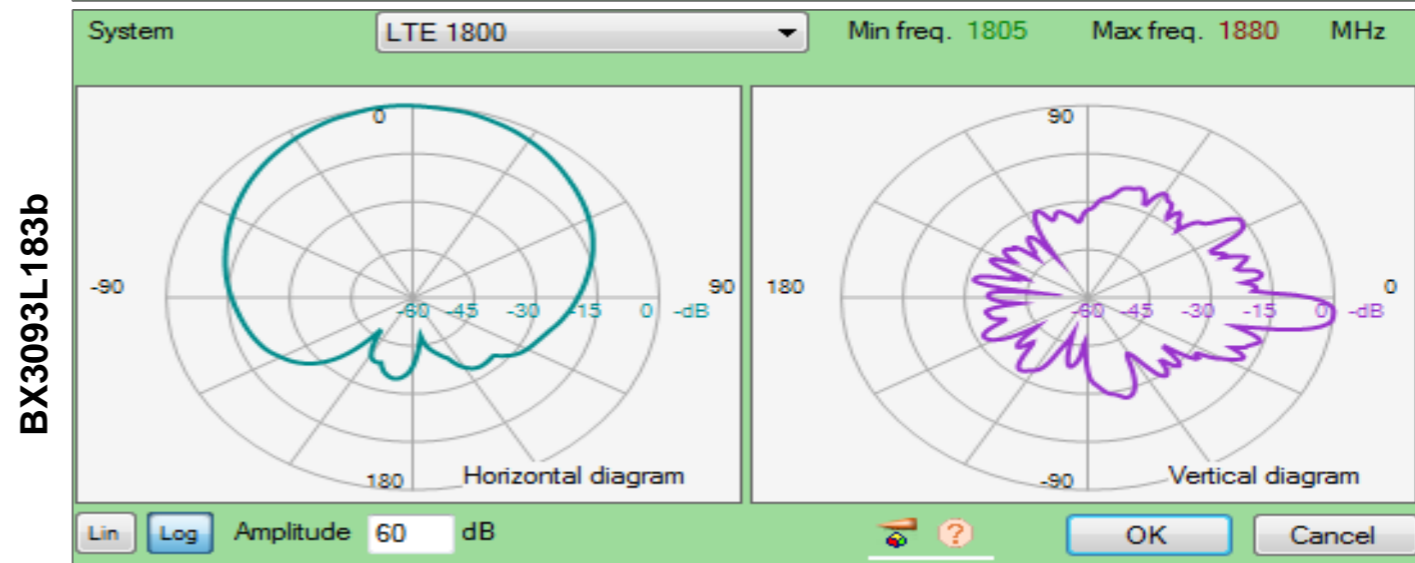 BX3093L183b
System LTE 1800 Min freq. 1805 Max freq. 1880 MHz
0
-90
90
-60 -45 -30 -15 0 -dB
180
Horizontal diagram
90
180
0
-60 -45 -30 -15 0 -dB
-90
Vertical diagram
Lin Log Amplitude 60 dB ? OK Cancel